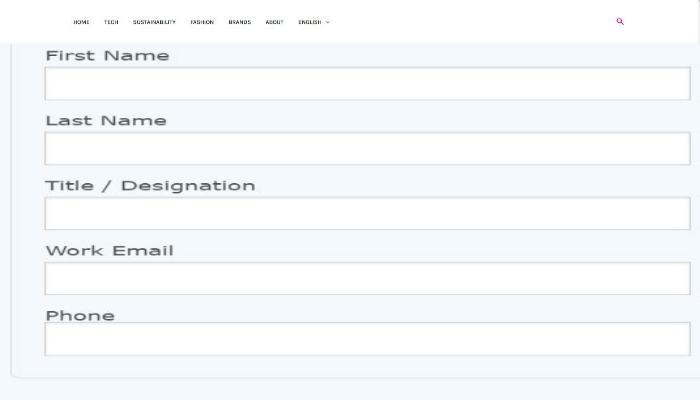 HOME TECH SUSTAINABILITY FASHION BRANDS ABOUT ENGLISH
First Name
Last Name
Title / Designation
Work Email
Phone